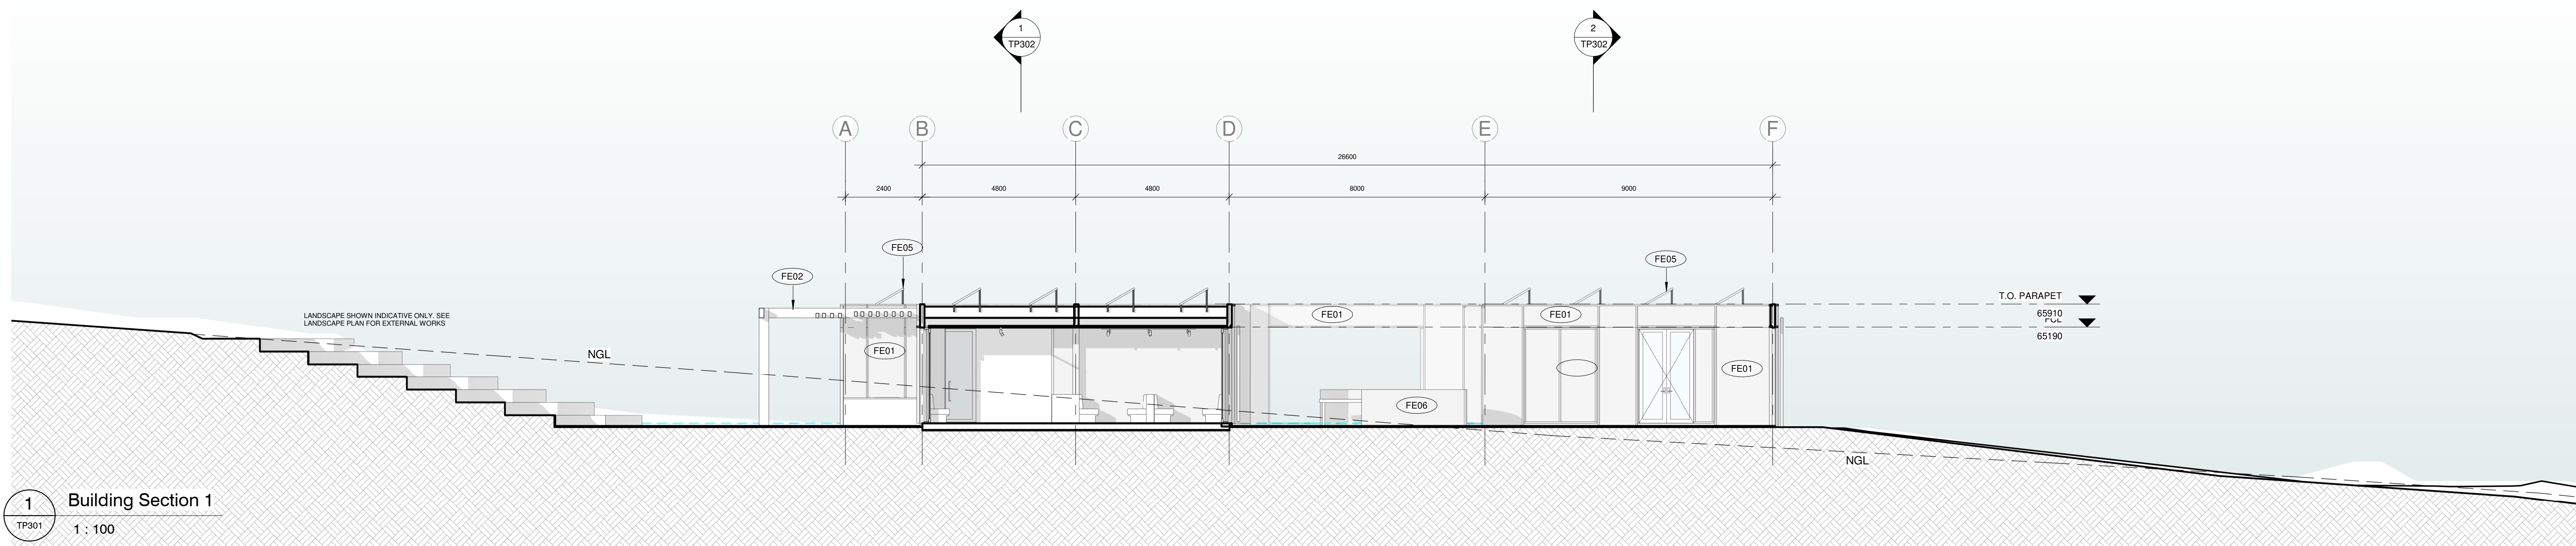 1
TP302
2
TP302
A
B
C
D
E
F
26600
2400
4800
4800
8000
9000
FE05
FE05
FE02
T.O. PARAPET
65910
FCL
65190
LANDSCAPE SHOWN INDICATIVE ONLY. SEE
LANDSCAPE PLAN FOR EXTERNAL WORKS
FE01
FE01
NGL
FE01
FE01
FE06
NGL
1
TP301
Building Section 1
1 : 100